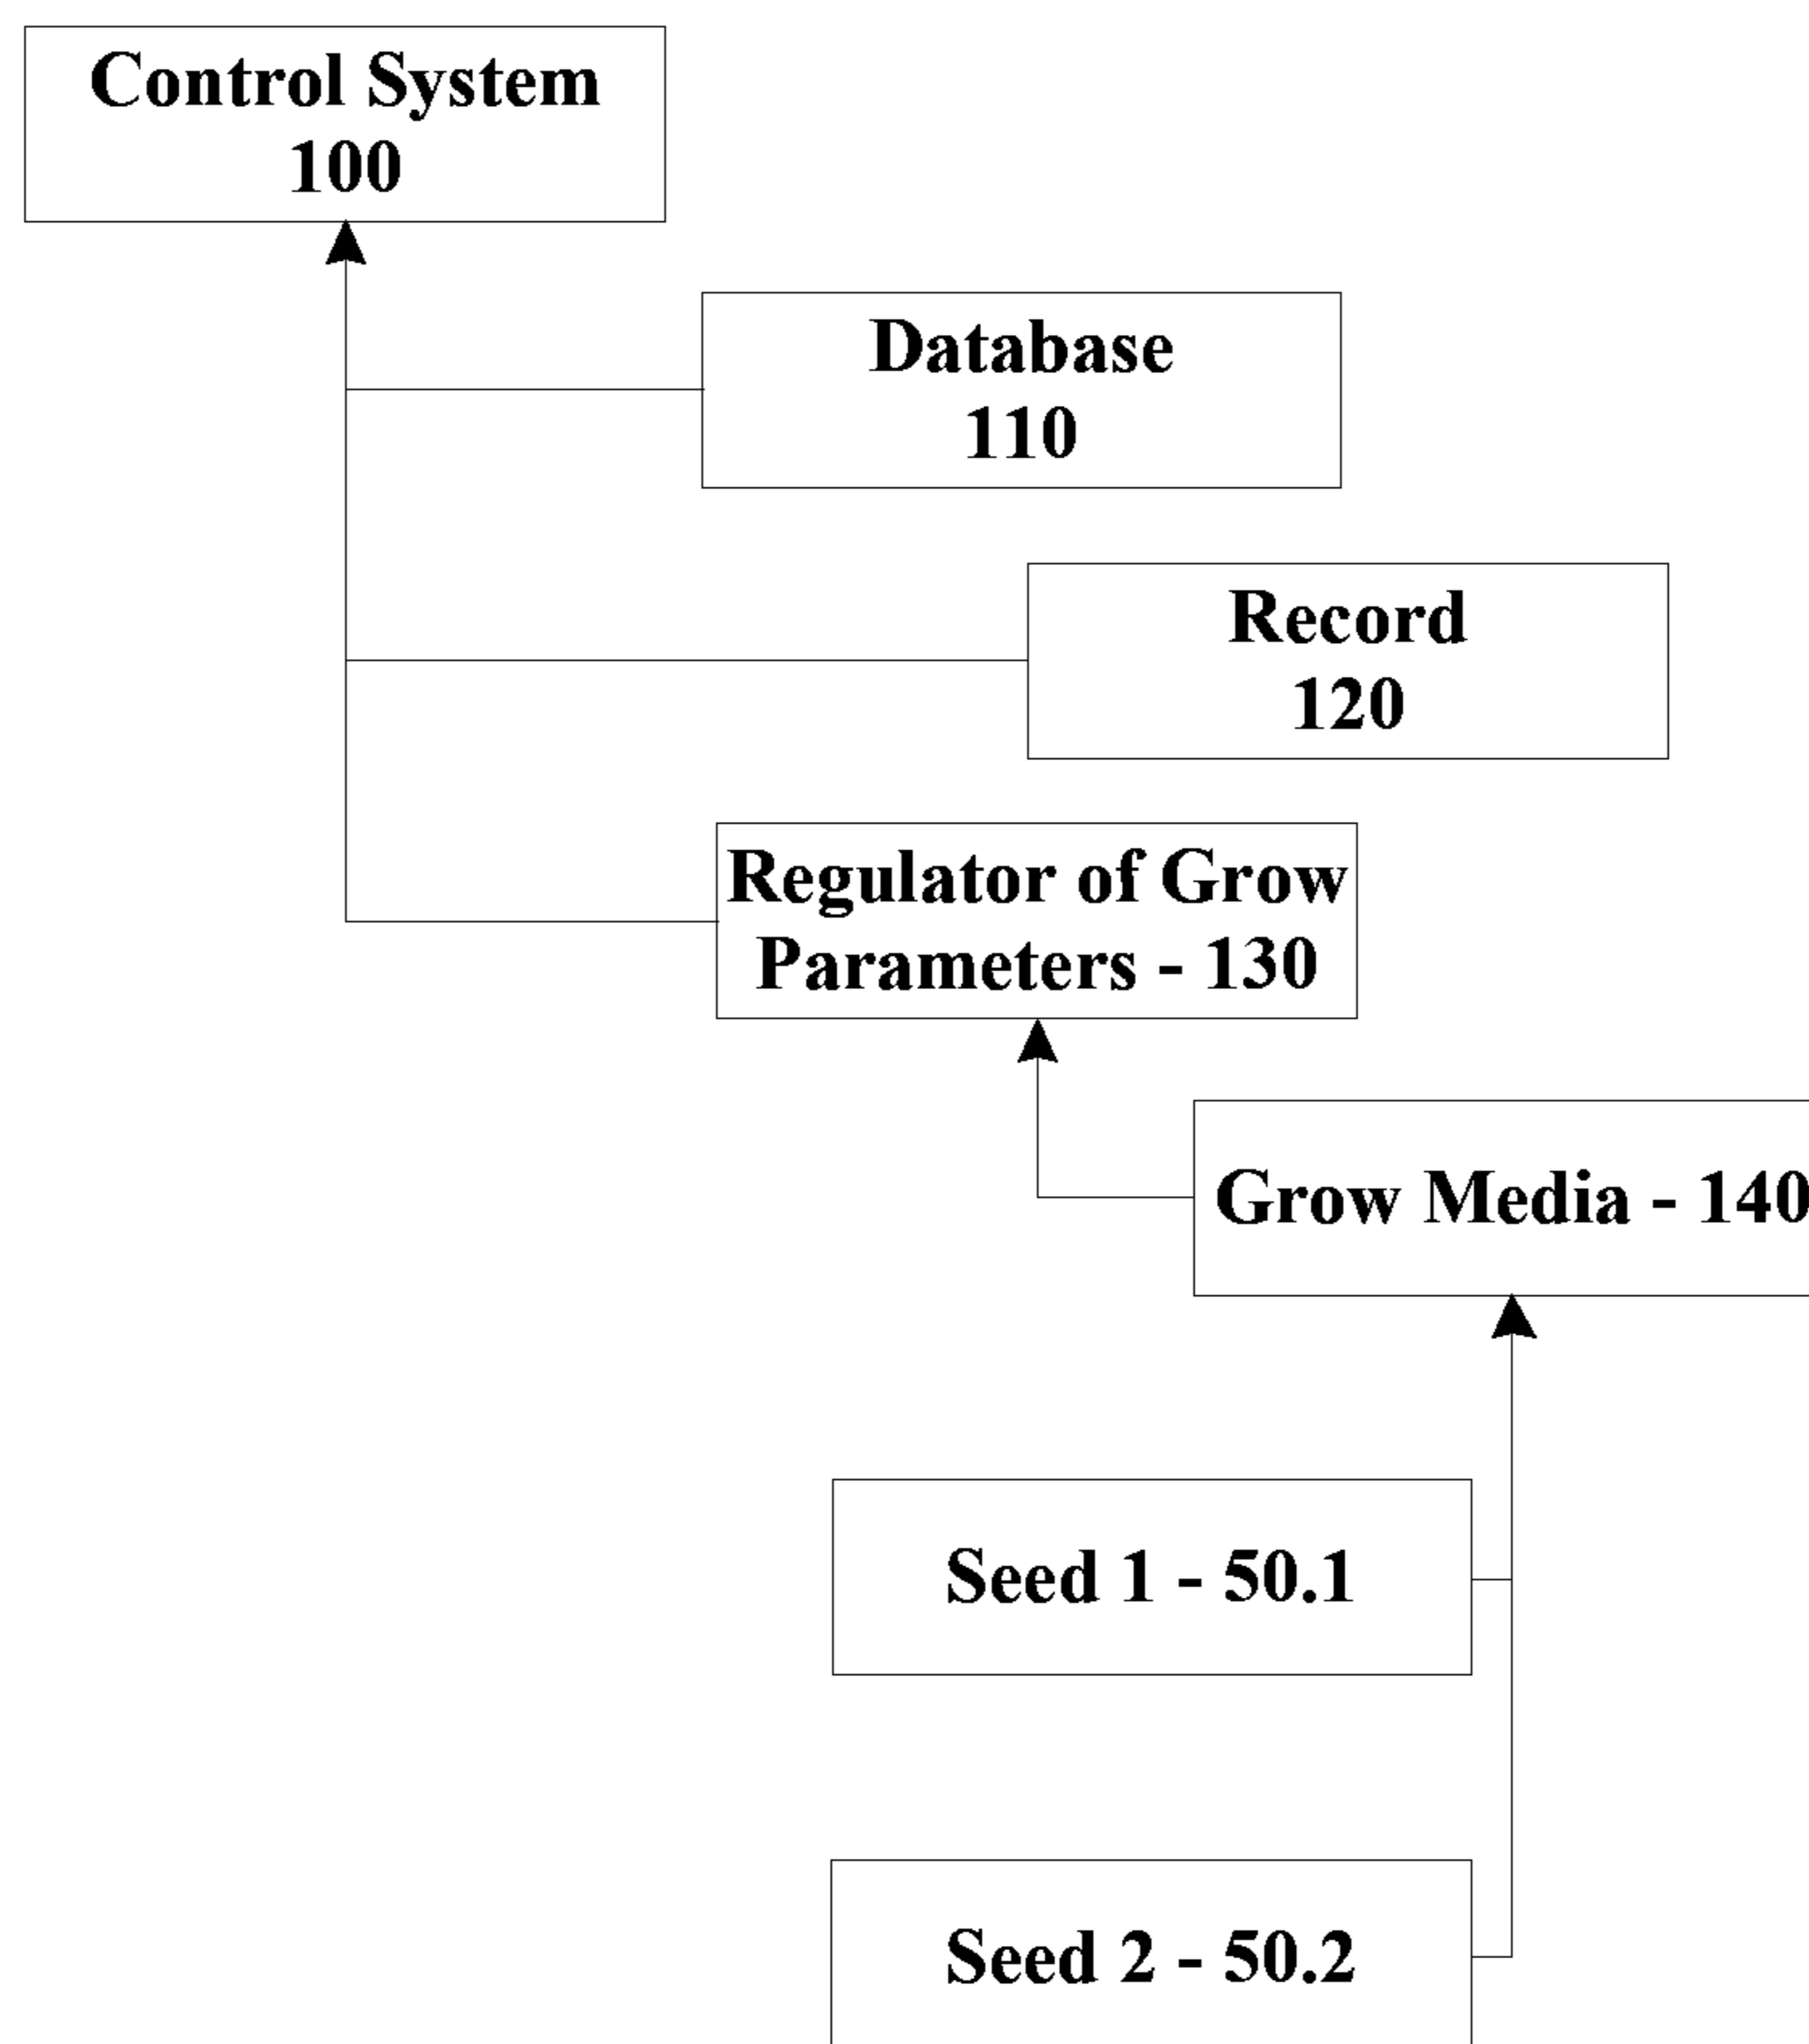 Control System
100
Database
110
Record
120
Regulator of Grow
Parameters - 130
Grow Media - 140
Seed 1 - 50.1
Seed 2 - 50.2